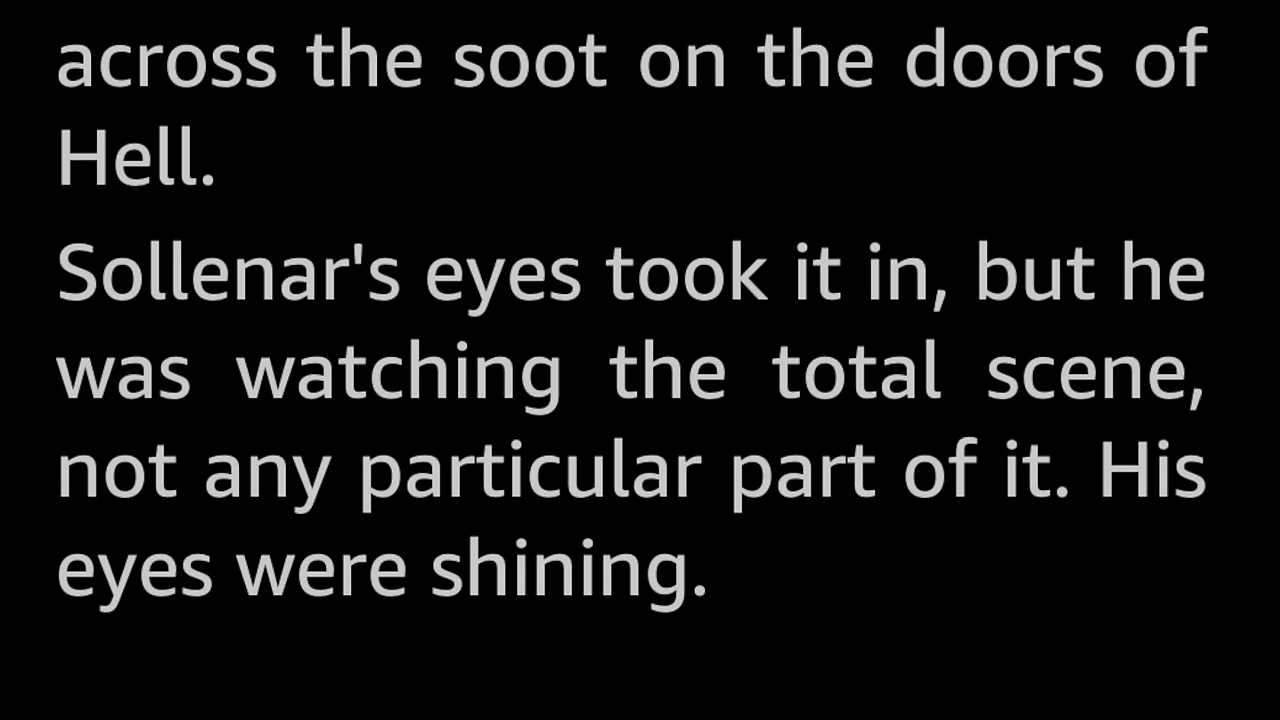 across the soot on the doors of
Hell.
Sollenar's eyes took it in, but he
was watching the total scene,
not any particular part of it. His
eyes were shining.